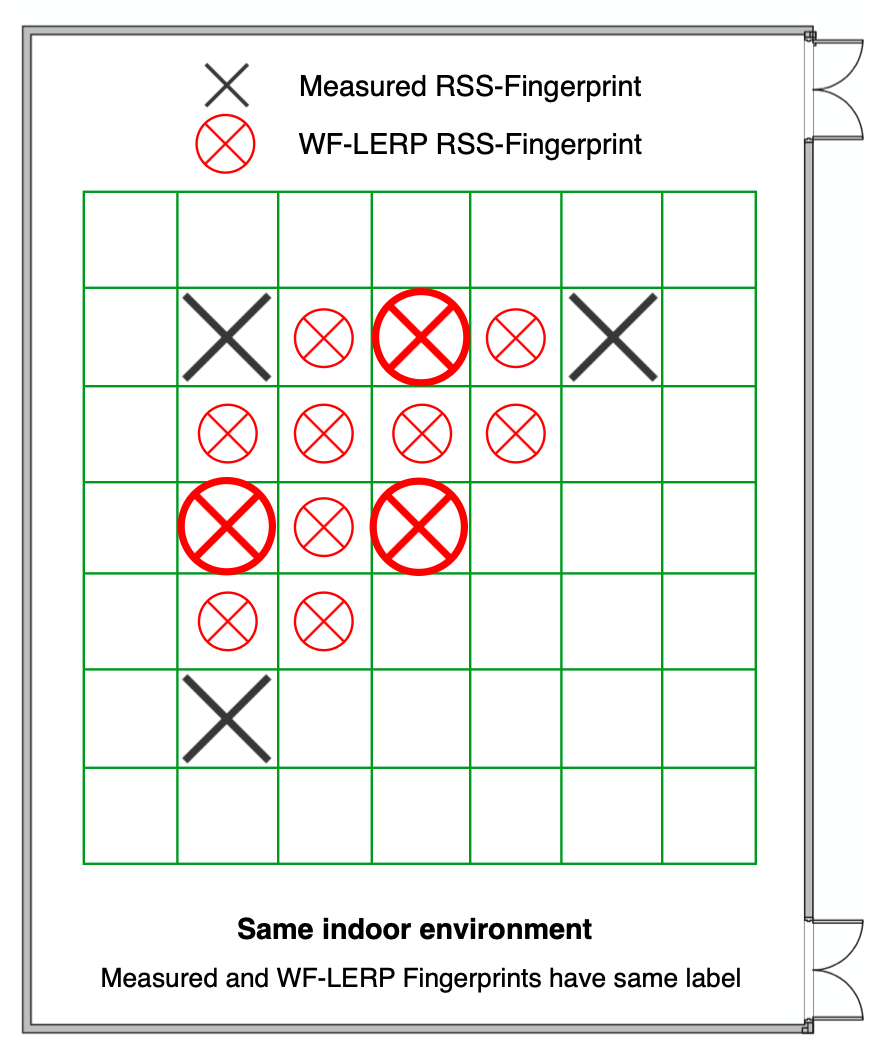 Measured RSS-Fingerprint
WF-LERP RSS-Fingerprint
Same indoor environment
Measured and WF-LERP Fingerprints have same label